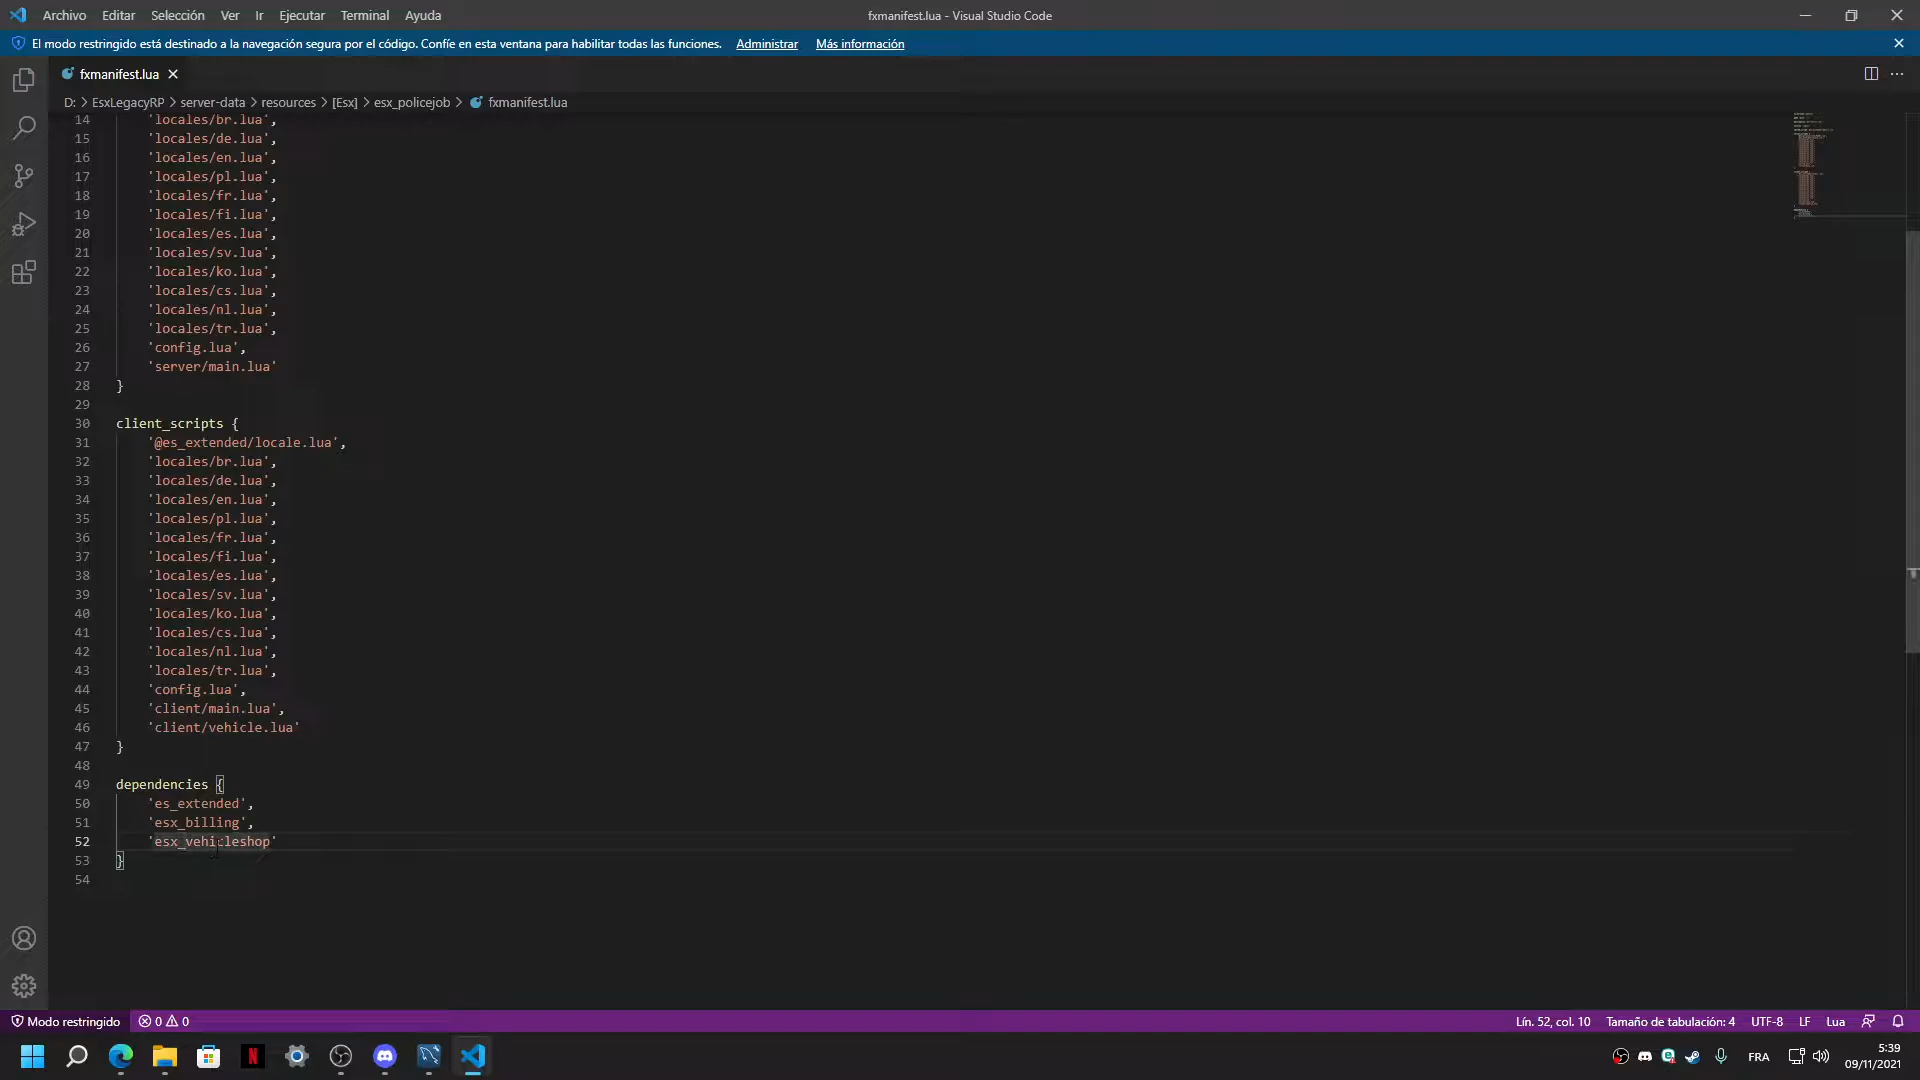 Archivo Editar Selección Ver Ir Ejecutar Terminal Ayuda
fxmanifest.lua - Visual Studio Code
El modo restringido está destinado a la navegación segura por el código. Confíe en esta ventana para habilitar todas las funciones. Administrar Más información
fxmanifest.lua
D: > EsxLegacyRP > server-data > resources > [Esx] > esx_policejob > fxmanifest.lua
14 'locales/br.lua',
15 'locales/de.lua',
16 'locales/en.lua',
17 'locales/pl.lua',
18 'locales/fr.lua',
19 'locales/fi.lua',
20 'locales/es.lua',
21 'locales/sv.lua',
22 'locales/ko.lua',
23 'locales/cs.lua',
24 'locales/nl.lua',
25 'locales/tr.lua',
26 'config.lua',
27 'server/main.lua'
28 }
29
30 client_scripts {
31 '@es_extended/locale.lua',
32 'locales/br.lua',
33 'locales/de.lua',
34 'locales/en.lua',
35 'locales/pl.lua',
36 'locales/fr.lua',
37 'locales/fi.lua',
38 'locales/es.lua',
39 'locales/sv.lua',
40 'locales/ko.lua',
41 'locales/cs.lua',
42 'locales/nl.lua',
43 'locales/tr.lua',
44 'config.lua',
45 'client/main.lua',
46 'client/vehicle.lua'
47 }
48
49 dependencies {
50 'es_extended',
51 'esx_billing',
52 'esx_vehicleshop'
53 }
54
Modo restringido 0 0
Lín. 52, col. 10 Tamaño de tabulación: 4 UTF-8 LF Lua
N
FRA
5:39
09/11/2021